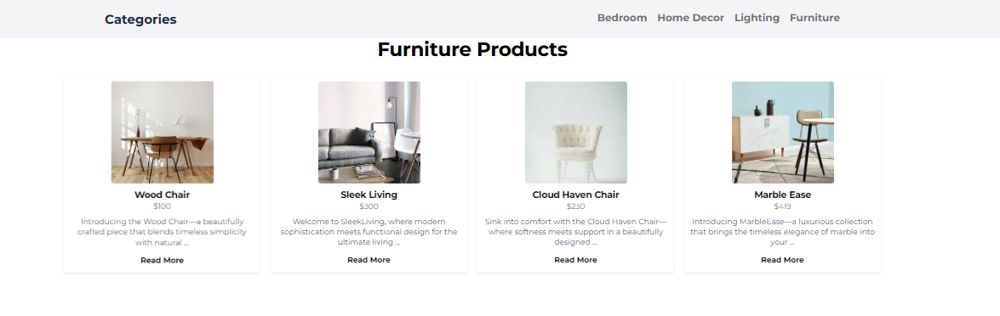 Categories
Bedroom Home Decor Lighting Furniture
Furniture Products
Wood Chair
$100
Introducing the Wood Chair—a beautifully
crafted piece that blends timeless simplicity
with natural ...
Read More
Sleek Living
$300
Welcome to SleekLiving, where modern
sophistication meets functional design for the
ultimate living ...
Read More
Cloud Haven Chair
$230
Sink into comfort with the Cloud Haven Chair—
where softness meets support in a beautifully
designed ...
Read More
Marble Ease
$419
Introducing MarbleEase—a luxurious collection
that brings the timeless elegance of marble into
your ...
Read More